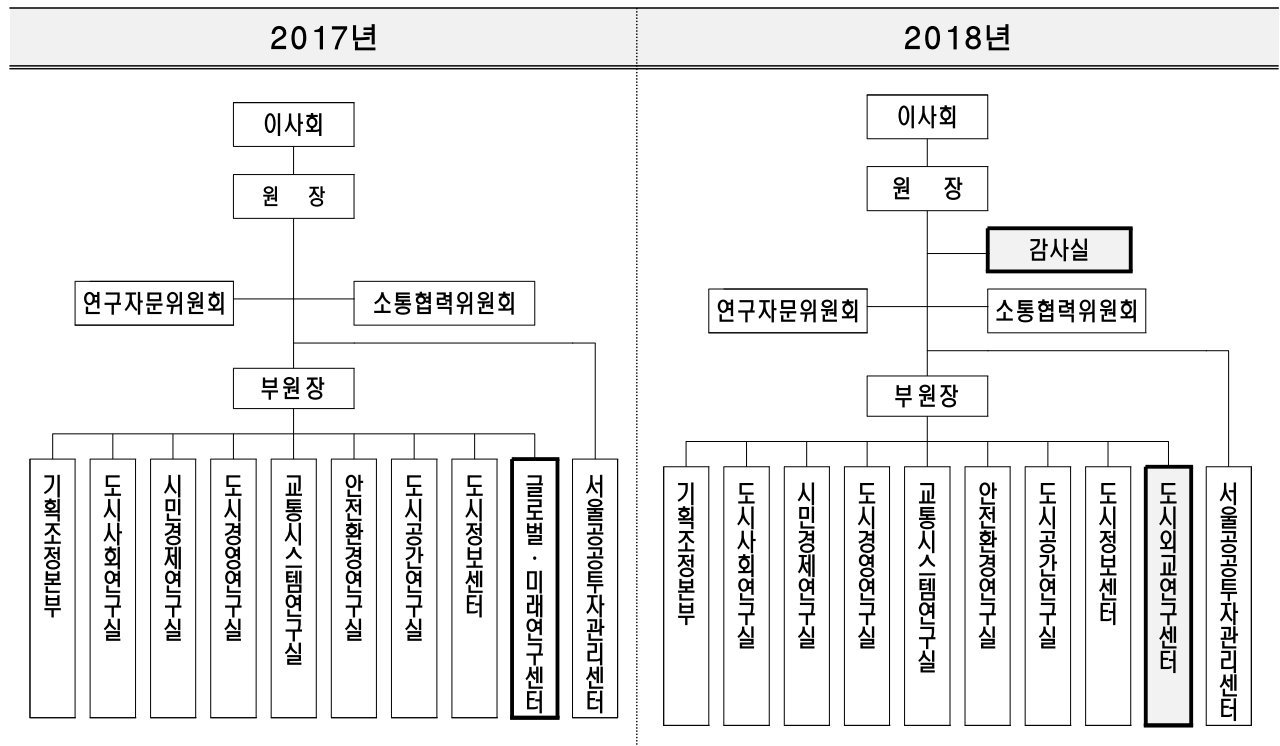 2017년
이사회
원 장
연구자문위원회
소통협력위원회
부원장
기획조정본부
도시사회연구실
시민경제연구실
도시경영연구실
교통시스템연구실
안전환경연구실
도시공간연구실
도시정보센터
글로벌·미래연구센터
서울공공투자관리센터
2018년
이사회
원 장
감사실
연구자문위원회
소통협력위원회
부원장
기획조정본부
도시사회연구실
시민경제연구실
도시경영연구실
교통시스템연구실
안전환경연구실
도시공간연구실
도시정보센터
도시외교연구센터
서울공공투자관리센터